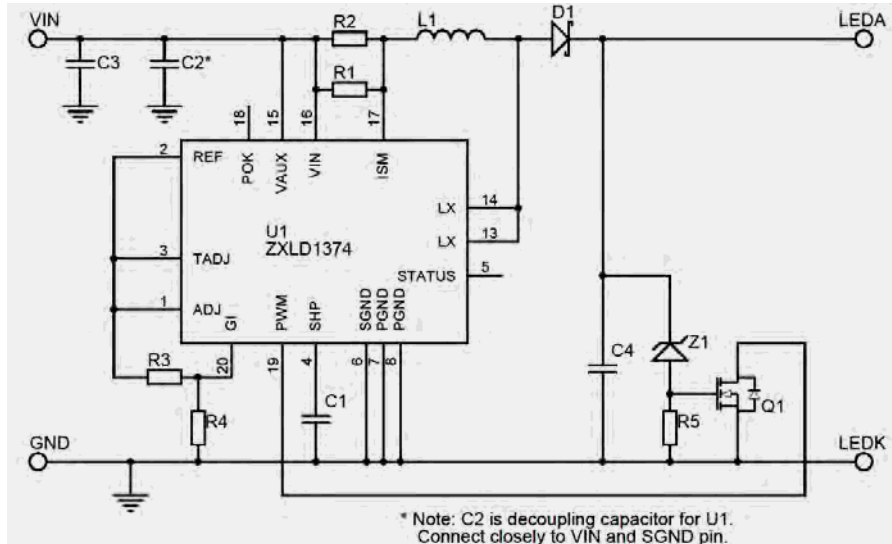 VIN
R2
L1
D1
LEDA
C3
C2*
R1
18
15
16
17
2
REF
POK
VAUX
VIN
ISM
LX
14
U1
ZXLD1374
LX
13
3
TADJ
STATUS
5
1
ADJ
GI
PWM
SHP
SGND
PGND
PGND
R3
20
19
4
6
7
8
C4
Z1
Q1
R4
C1
R5
GND
LEDK
* Note: C2 is decoupling capacitor for U1.
Connect closely to VIN and SGND pin.